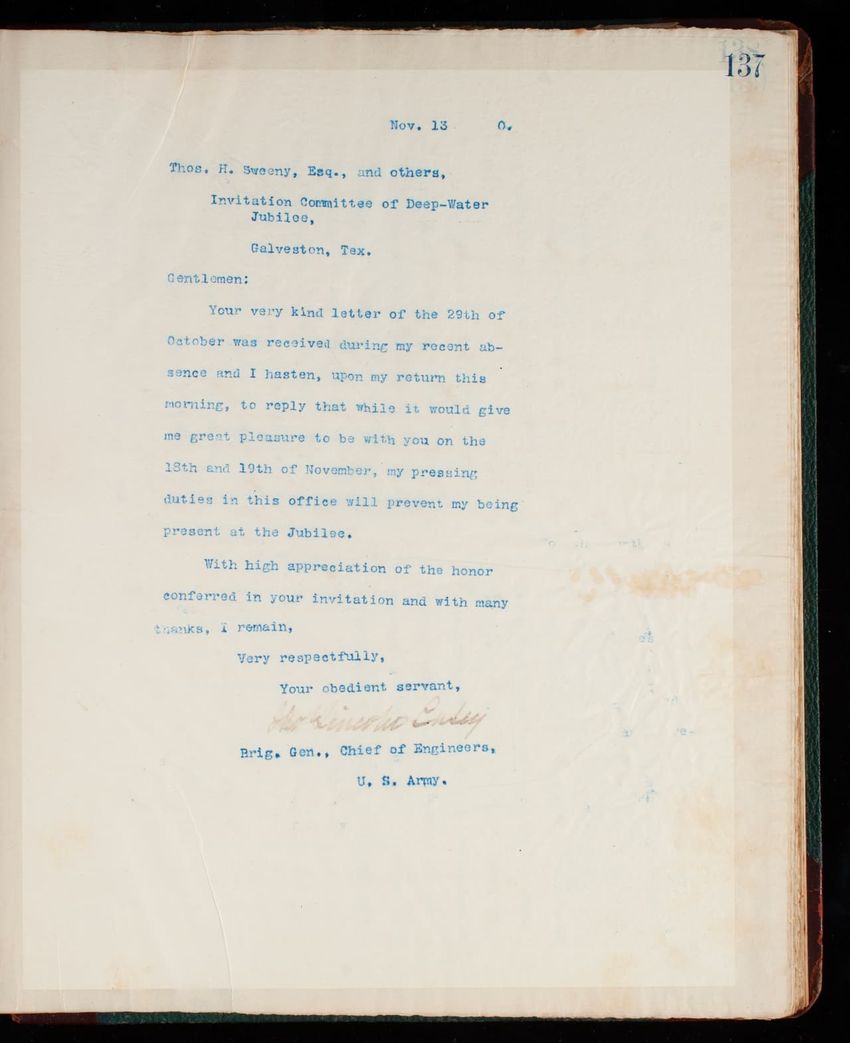 137
Nov. 13 0.
Thos. H. Sweeny, Esq., and others,
Invitation Committee of Deep-Water
Jubilee,
Galveston, Tex.
Gentlemen:
Your very kind letter of the 29th of
October was received during my recent ab-
sence and I hasten, upon my return this
morning, to reply that while it would give
me great pleasure to be with you on the
18th and 19th of November, my pressing
duties in this office will prevent my being
present at the Jubilee.
With high appreciation of the honor
conferred in your invitation and with many
thanks, I remain,
Very respectfully,
Your obedient servant,
Thos Lincoln Casey
Brig. Gen., Chief of Engineers,
U. S. Army.